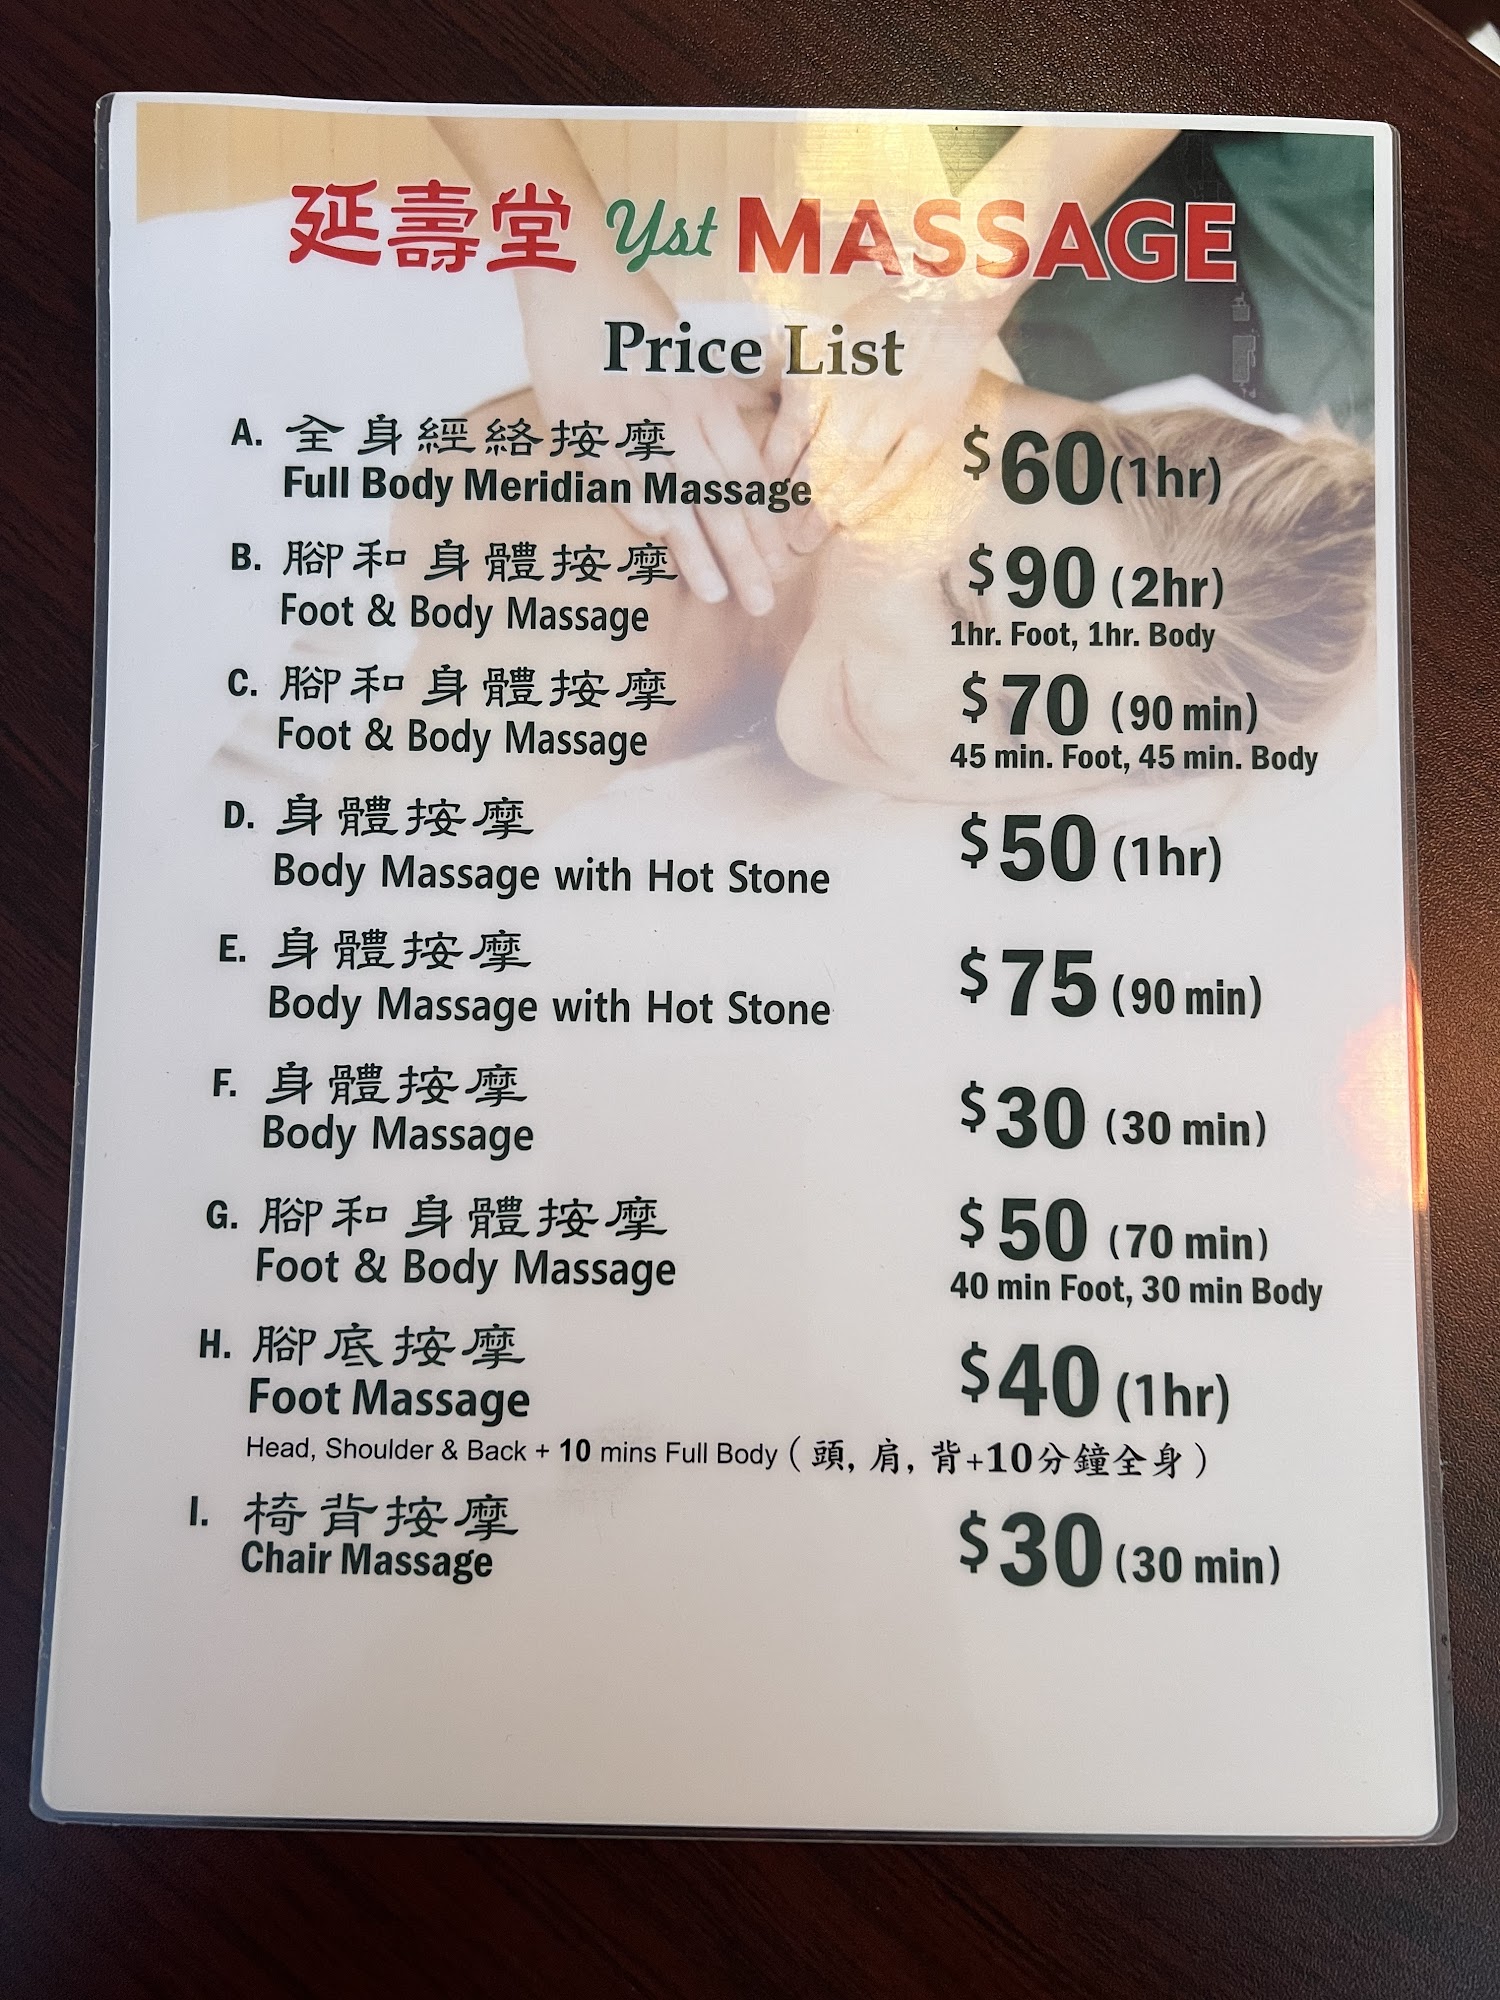 延壽堂 Yst MASSAGE
Price List
A. 全身經絡按摩
Full Body Meridian Massage
$60(1hr)
B. 腳和身體按摩
Foot & Body Massage
$90 (2hr)
1hr. Foot, 1hr. Body
C. 腳和身體按摩
Foot & Body Massage
$70 (90 min)
45 min. Foot, 45 min. Body
D. 身體按摩
Body Massage with Hot Stone
$50 (1hr)
E. 身體按摩
Body Massage with Hot Stone
$75 (90 min)
F. 身體按摩
Body Massage
$30 (30 min)
G. 腳和身體按摩
Foot & Body Massage
$50 (70 min)
40 min Foot, 30 min Body
H. 腳底按摩
Foot Massage
$40 (1hr)
Head, Shoulder & Back + 10 mins Full Body ( 頭, 肩, 背+10分鐘全身 )
I. 椅背按摩
Chair Massage
$30 (30 min)